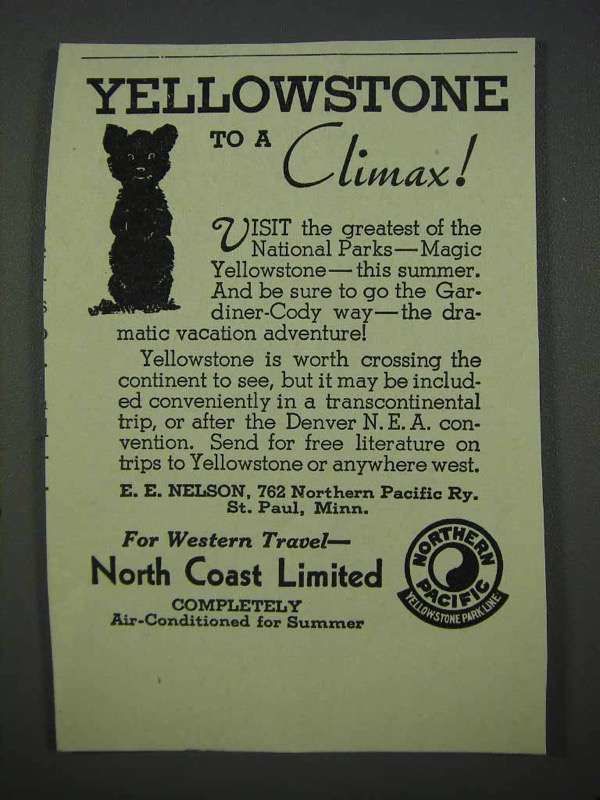 YELLOWSTONE
TO A Climax!
VISIT the greatest of the
National Parks—Magic
Yellowstone—this summer.
And be sure to go the Gar-
diner-Cody way—the dra-
matic vacation adventure!
Yellowstone is worth crossing the
continent to see, but it may be includ-
ed conveniently in a transcontinental
trip, or after the Denver N. E. A. con-
vention. Send for free literature on
trips to Yellowstone or anywhere west.
E. E. NELSON, 762 Northern Pacific Ry.
St. Paul, Minn.
For Western Travel—
North Coast Limited
COMPLETELY
Air-Conditioned for Summer
NORTHERN
PACIFIC
YELLOWSTONE PARK LINE